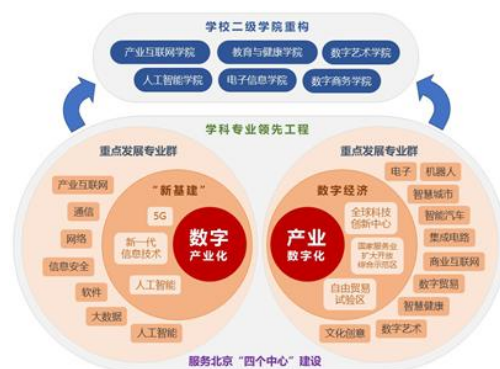 学校二级学院重构
产业互联网学院
教育与健康学院
数字艺术学院
人工智能学院
电子信息学院
数字商务学院
学科专业领先工程
重点发展专业群
产业互联网
通信
网络
信息安全
软件
大数据
人工智能
“新基建”
5G
新一代
信息技术
人工智能
数字
产业化
重点发展专业群
数字经济
产业
数字化
全球科技
创新中心
国家服务业
扩大开放
综合示范区
自由贸易
试验区
电子
机器人
智慧城市
智能汽车
集成电路
商业互联网
数字贸易
智慧健康
数字艺术
文化创意
服务北京“四个中心”建设